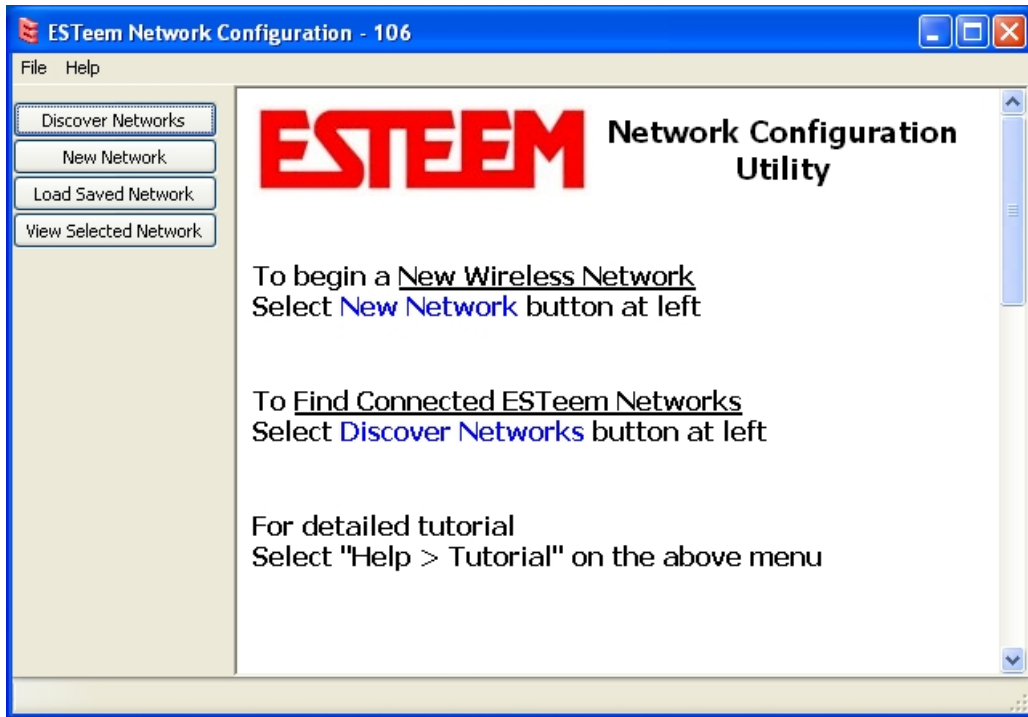 ESTeem Network Configuration - 106
File Help
Discover Networks
New Network
Load Saved Network
View Selected Network
ESTEEM
Network Configuration
Utility
To begin a New Wireless Network
Select New Network button at left
To Find Connected ESTeem Networks
Select Discover Networks button at left
For detailed tutorial
Select "Help > Tutorial" on the above menu